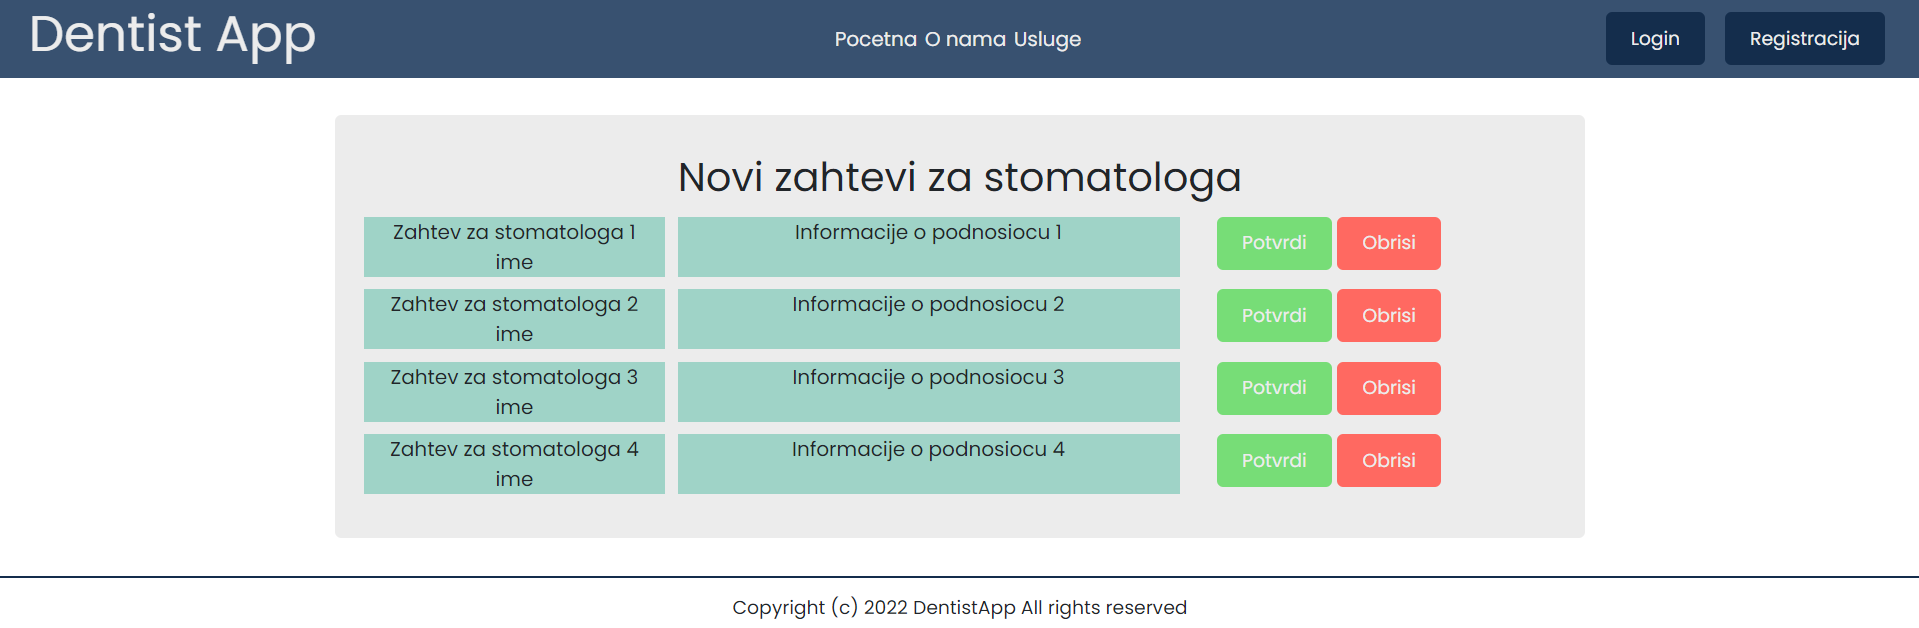 Dentist App
Pocetna O nama Usluge
Login
Registracija
Novi zahtevi za stomatologa
Zahtev za stomatologa 1
ime
Informacije o podnosiocu 1
Potvrdi
Obrisi
Zahtev za stomatologa 2
ime
Informacije o podnosiocu 2
Potvrdi
Obrisi
Zahtev za stomatologa 3
ime
Informacije o podnosiocu 3
Potvrdi
Obrisi
Zahtev za stomatologa 4
ime
Informacije o podnosiocu 4
Potvrdi
Obrisi
Copyright (c) 2022 DentistApp All rights reserved